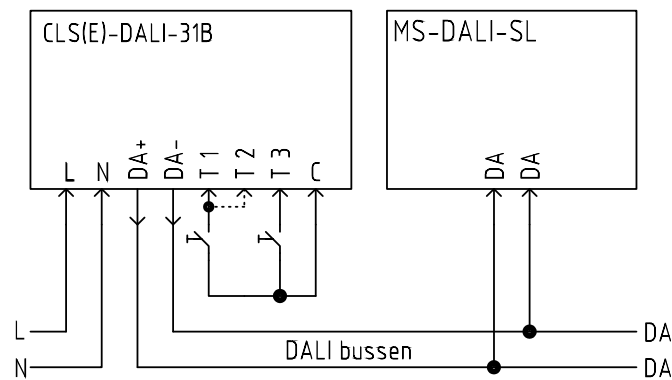 CLS(E)-DALI-31B
MS-DALI-SL
L N DA+ DA- T1 T2 T3 C
DA DA
L
DA
DALI bussen
N
DA